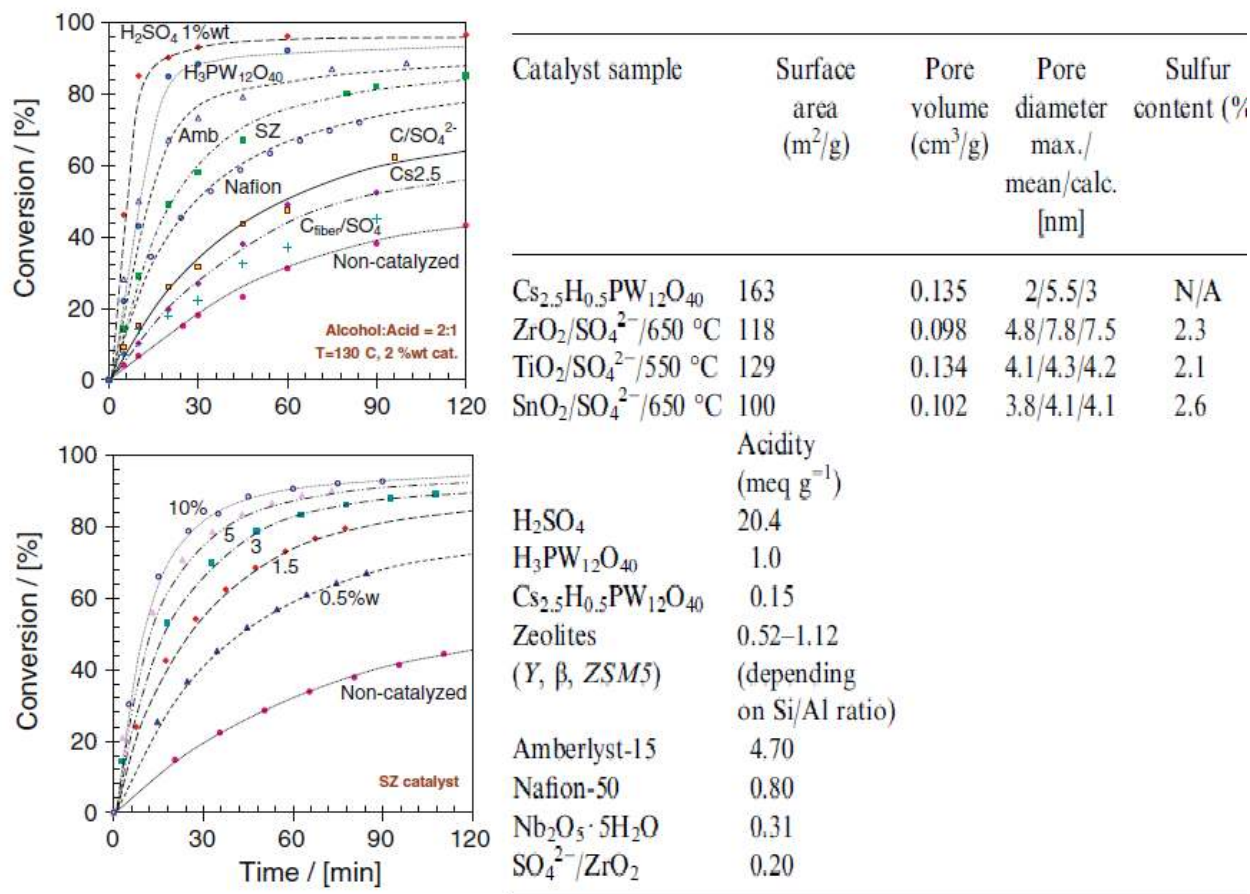 100
80
60
40
20
0
Conversion / [%]
H₂SO₄ 1%wt
H₃PW₁₂O₄₀
Amb
SZ
C/SO₄²⁻
Nafion
Cs2.5
C_fiber/SO₄
Non-catalyzed
Alcohol:Acid = 2:1
T=130 C, 2 %wt cat.
0 30 60 90 120
100
80
60
40
20
0
Conversion / [%]
10%
5
3
1.5
0.5%w
Non-catalyzed
SZ catalyst
0 30 60 90 120
Time / [min]
Catalyst sample Surface Pore Pore Sulfur
area volume diameter content (%
(m²/g) (cm³/g) max./
mean/calc.
[nm]
Cs₂.₅H₀.₅PW₁₂O₄₀ 163 0.135 2/5.5/3 N/A
ZrO₂/SO₄²⁻/650 °C 118 0.098 4.8/7.8/7.5 2.3
TiO₂/SO₄²⁻/550 °C 129 0.134 4.1/4.3/4.2 2.1
SnO₂/SO₄²⁻/650 °C 100 0.102 3.8/4.1/4.1 2.6
Acidity
(meq g⁻¹)
H₂SO₄ 20.4
H₃PW₁₂O₄₀ 1.0
Cs₂.₅H₀.₅PW₁₂O₄₀ 0.15
Zeolites 0.52–1.12
(Y, β, ZSM5) (depending
on Si/Al ratio)
Amberlyst-15 4.70
Nafion-50 0.80
Nb₂O₅·5H₂O 0.31
SO₄²⁻/ZrO₂ 0.20